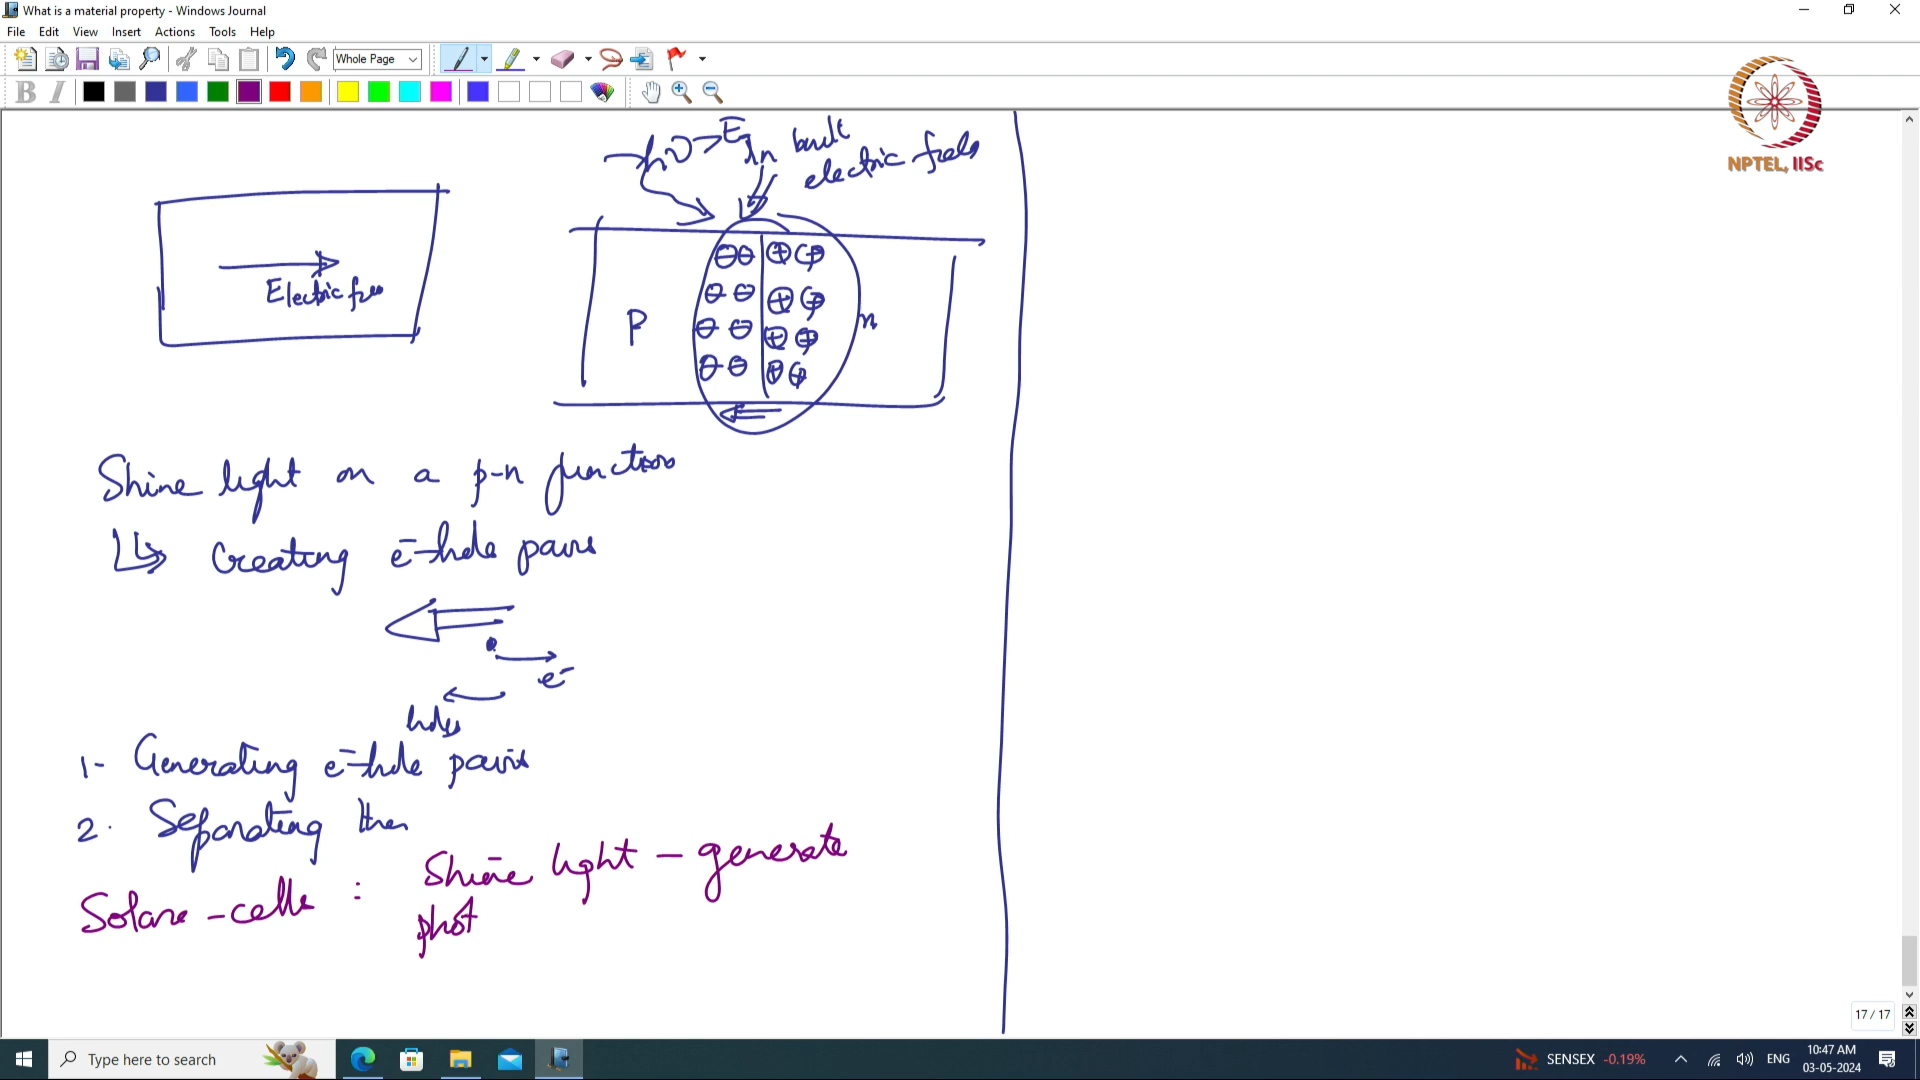 What is a material property - Windows Journal
File Edit View Insert Actions Tools Help
Whole Page
B I
NPTEL, IISc
hν > Eg
In built
electric field
Electric field
p
n
Shine light on a p-n junction
Creating e⁻-hole pairs
e⁻
holes
1- Generating e⁻-hole pairs
2. Separating them
Solar-cells : Shine light – generate
phot
17 / 17
Type here to search
SENSEX -0.19%
ENG
10:47 AM
03-05-2024